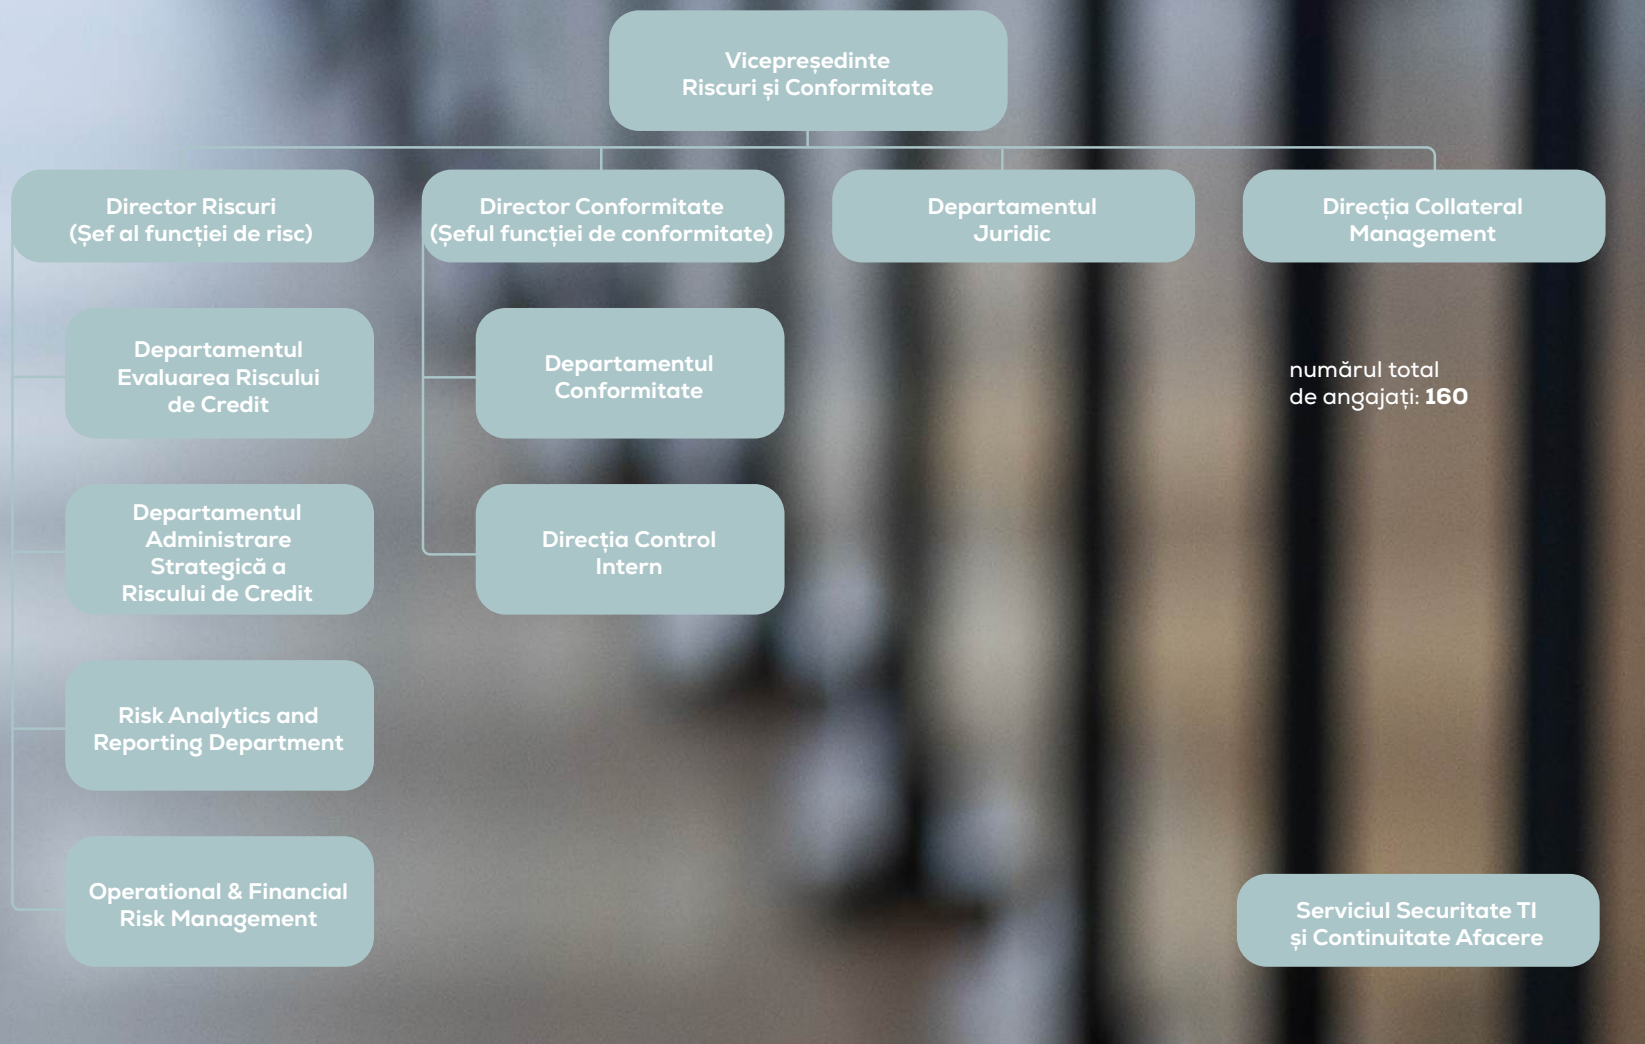 Vicepreședinte
Riscuri și Conformitate
Director Riscuri
(Șef al funcției de risc)
Director Conformitate
(Șeful funcției de conformitate)
Departamentul
Juridic
Direcția Collateral
Management
Departamentul
Evaluarea Riscului
de Credit
Departamentul
Conformitate
numărul total
de angajați: 160
Departamentul
Administrare
Strategică a
Riscului de Credit
Direcția Control
Intern
Risk Analytics and
Reporting Department
Operational & Financial
Risk Management
Serviciul Securitate TI
și Continuitate Afacere